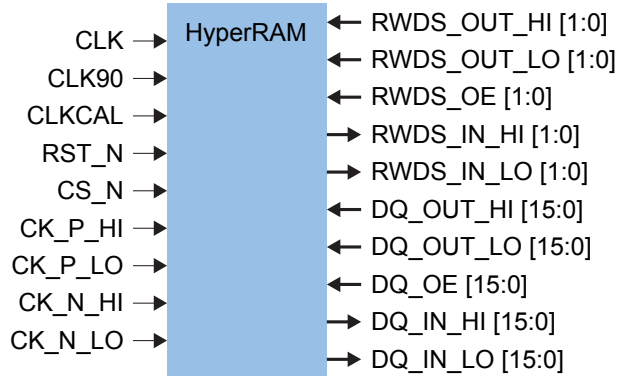 HyperRAM
CLK
CLK90
CLKCAL
RST_N
CS_N
CK_P_HI
CK_P_LO
CK_N_HI
CK_N_LO
RWDS_OUT_HI [1:0]
RWDS_OUT_LO [1:0]
RWDS_OE [1:0]
RWDS_IN_HI [1:0]
RWDS_IN_LO [1:0]
DQ_OUT_HI [15:0]
DQ_OUT_LO [15:0]
DQ_OE [15:0]
DQ_IN_HI [15:0]
DQ_IN_LO [15:0]